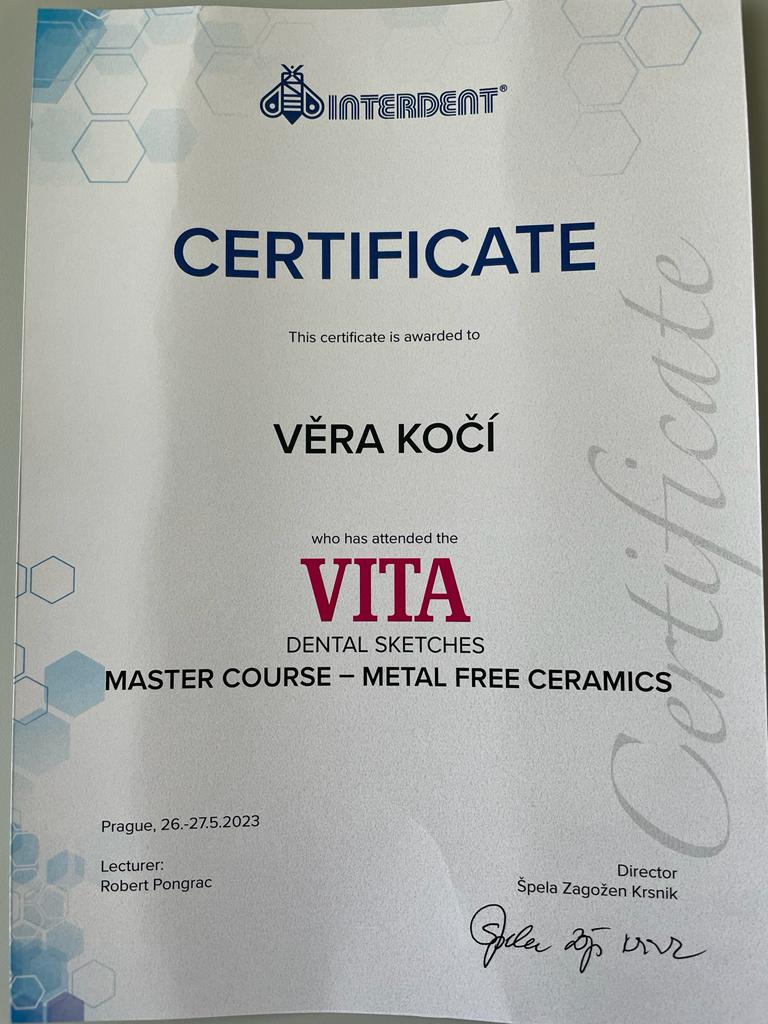 INTERDENT®
CERTIFICATE
This certificate is awarded to
VĚRA KOČÍ
who has attended the
VITA
DENTAL SKETCHES
MASTER COURSE – METAL FREE CERAMICS
Prague, 26.-27.5.2023
Lecturer:
Robert Pongrac
Director
Špela Zagožen Krsnik
Certificate